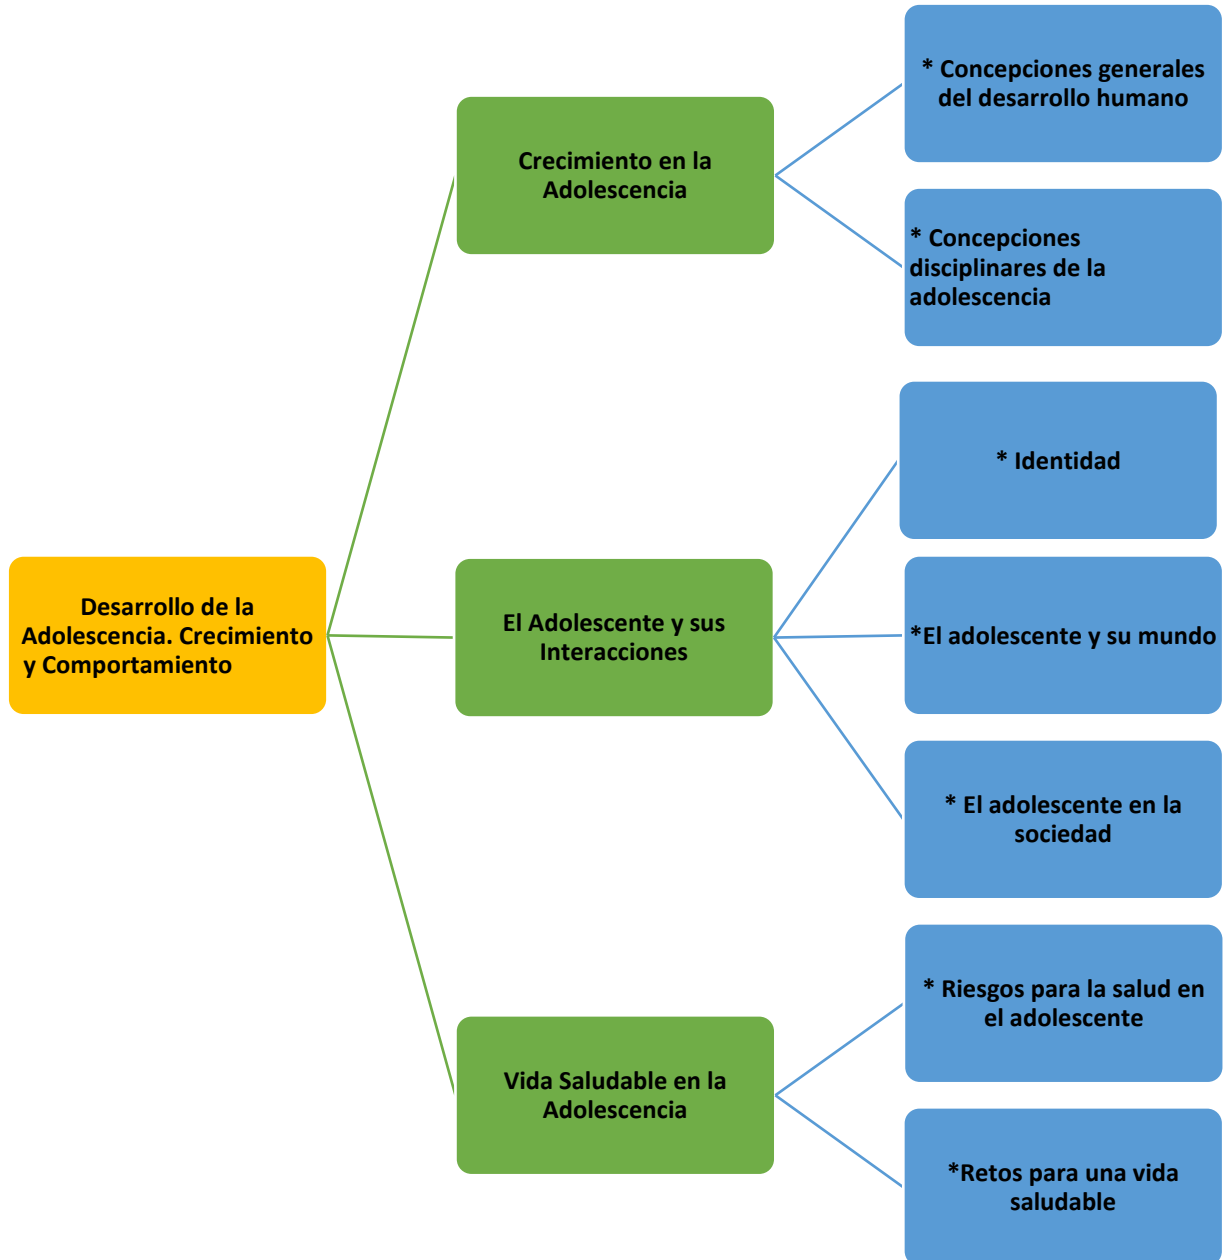 * Concepciones generales
del desarrollo humano
Crecimiento en la
Adolescencia
* Concepciones
disciplinares de la
adolescencia
* Identidad
Desarrollo de la
Adolescencia. Crecimiento
y Comportamiento
El Adolescente y sus
Interacciones
*El adolescente y su mundo
* El adolescente en la
sociedad
* Riesgos para la salud en
el adolescente
Vida Saludable en la
Adolescencia
*Retos para una vida
saludable